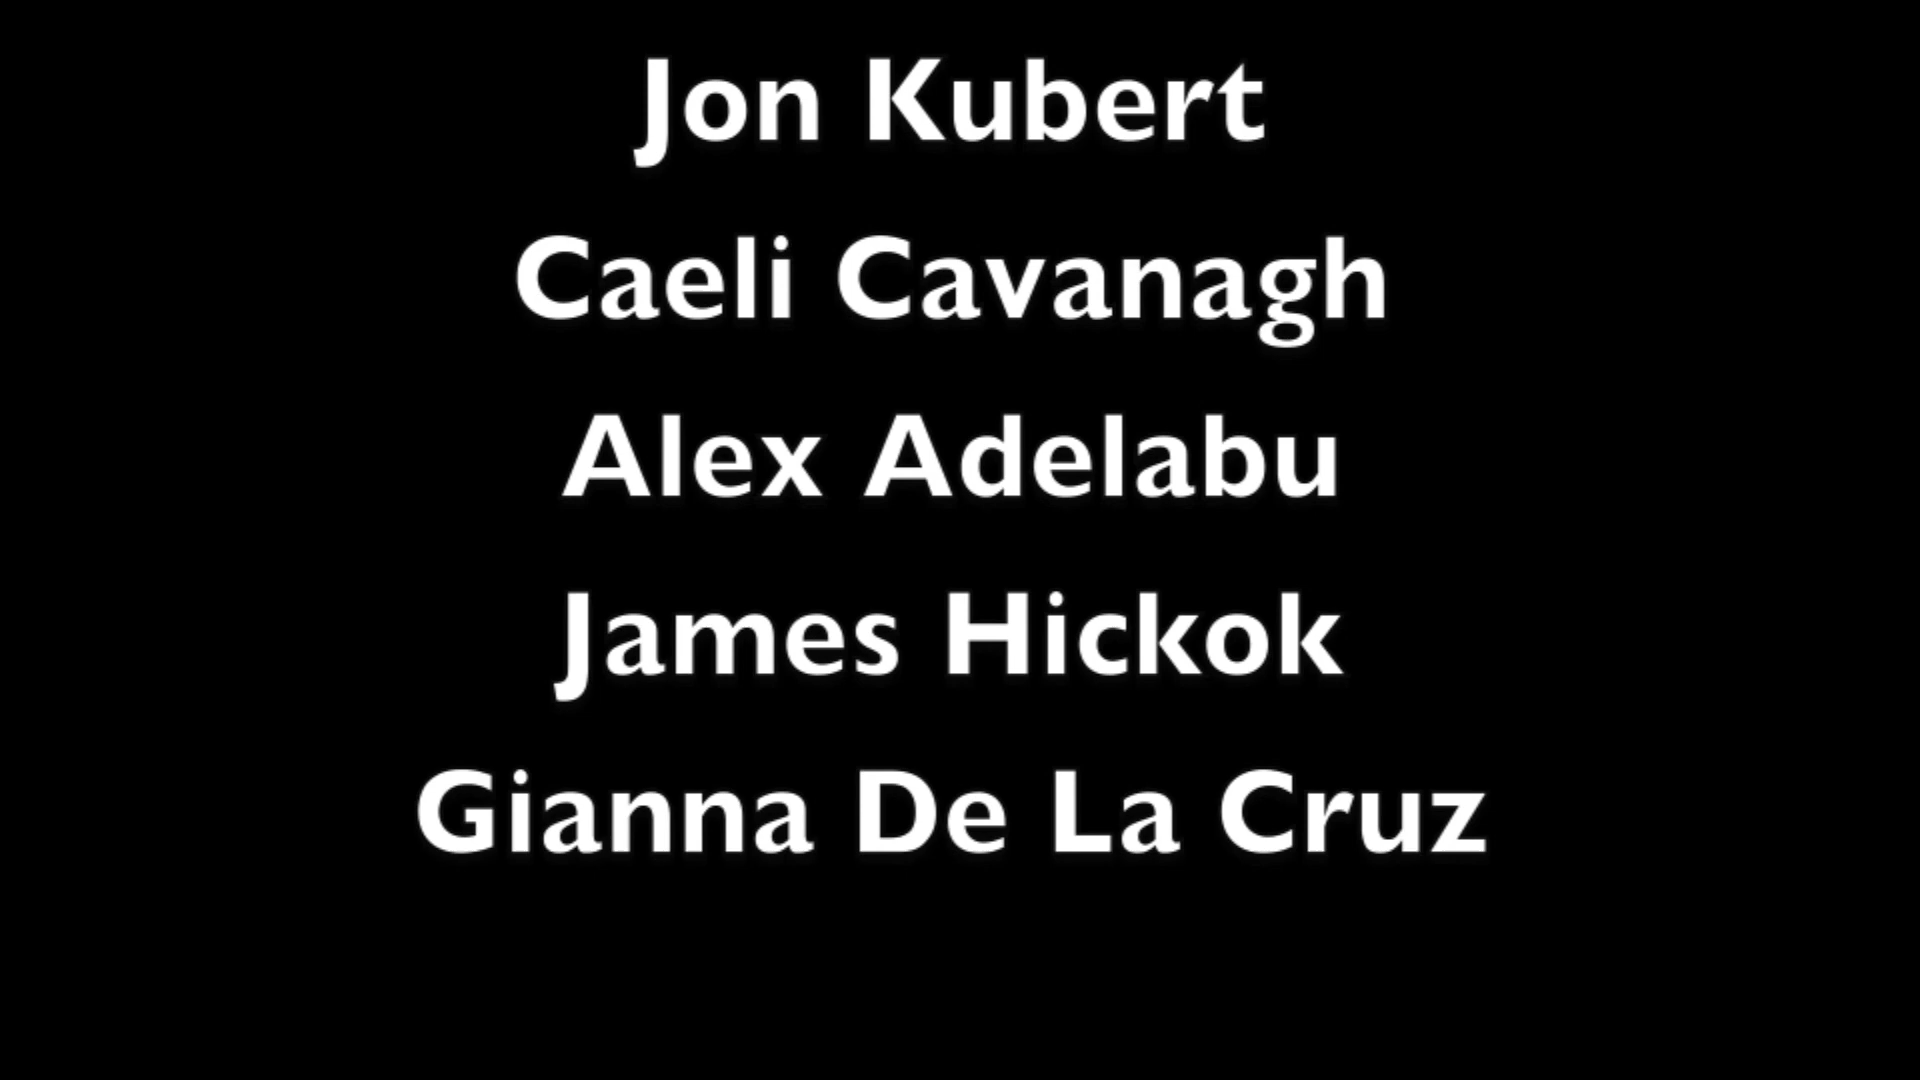 Jon Kubert
Caeli Cavanagh
Alex Adelabu
James Hickok
Gianna De La Cruz